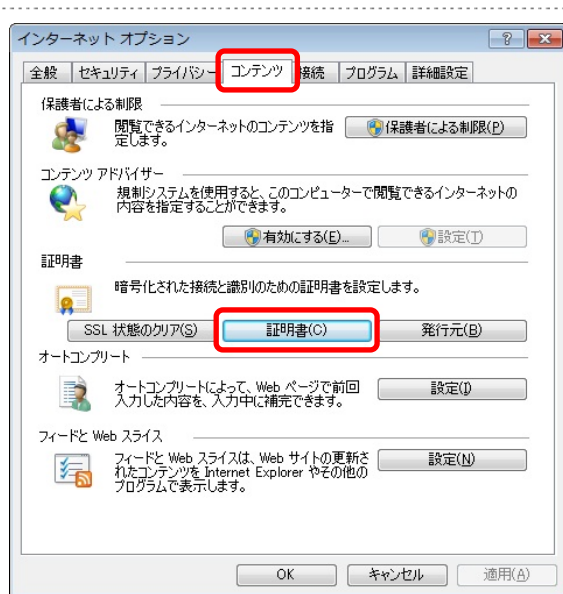 インターネット オプション
全般 セキュリティ プライバシー コンテンツ 接続 プログラム 詳細設定
保護者による制限
閲覧できるインターネットのコンテンツを指
定します。
保護者による制限(P)
コンテンツ アドバイザー
規制システムを使用すると、このコンピューターで閲覧できるインターネットの
内容を指定することができます。
有効にする(E)... 設定(T)
証明書
暗号化された接続と識別のための証明書を設定します。
SSL 状態のクリア(S) 証明書(C) 発行元(B)
オートコンプリート
オートコンプリートによって、Web ページで前回
入力した内容を、入力中に補完できます。
設定(I)
フィードと Web スライス
フィードと Web スライスは、Web サイトの更新さ
れたコンテンツを Internet Explorer やその他の
プログラムで表示します。
設定(N)
OK キャンセル 適用(A)